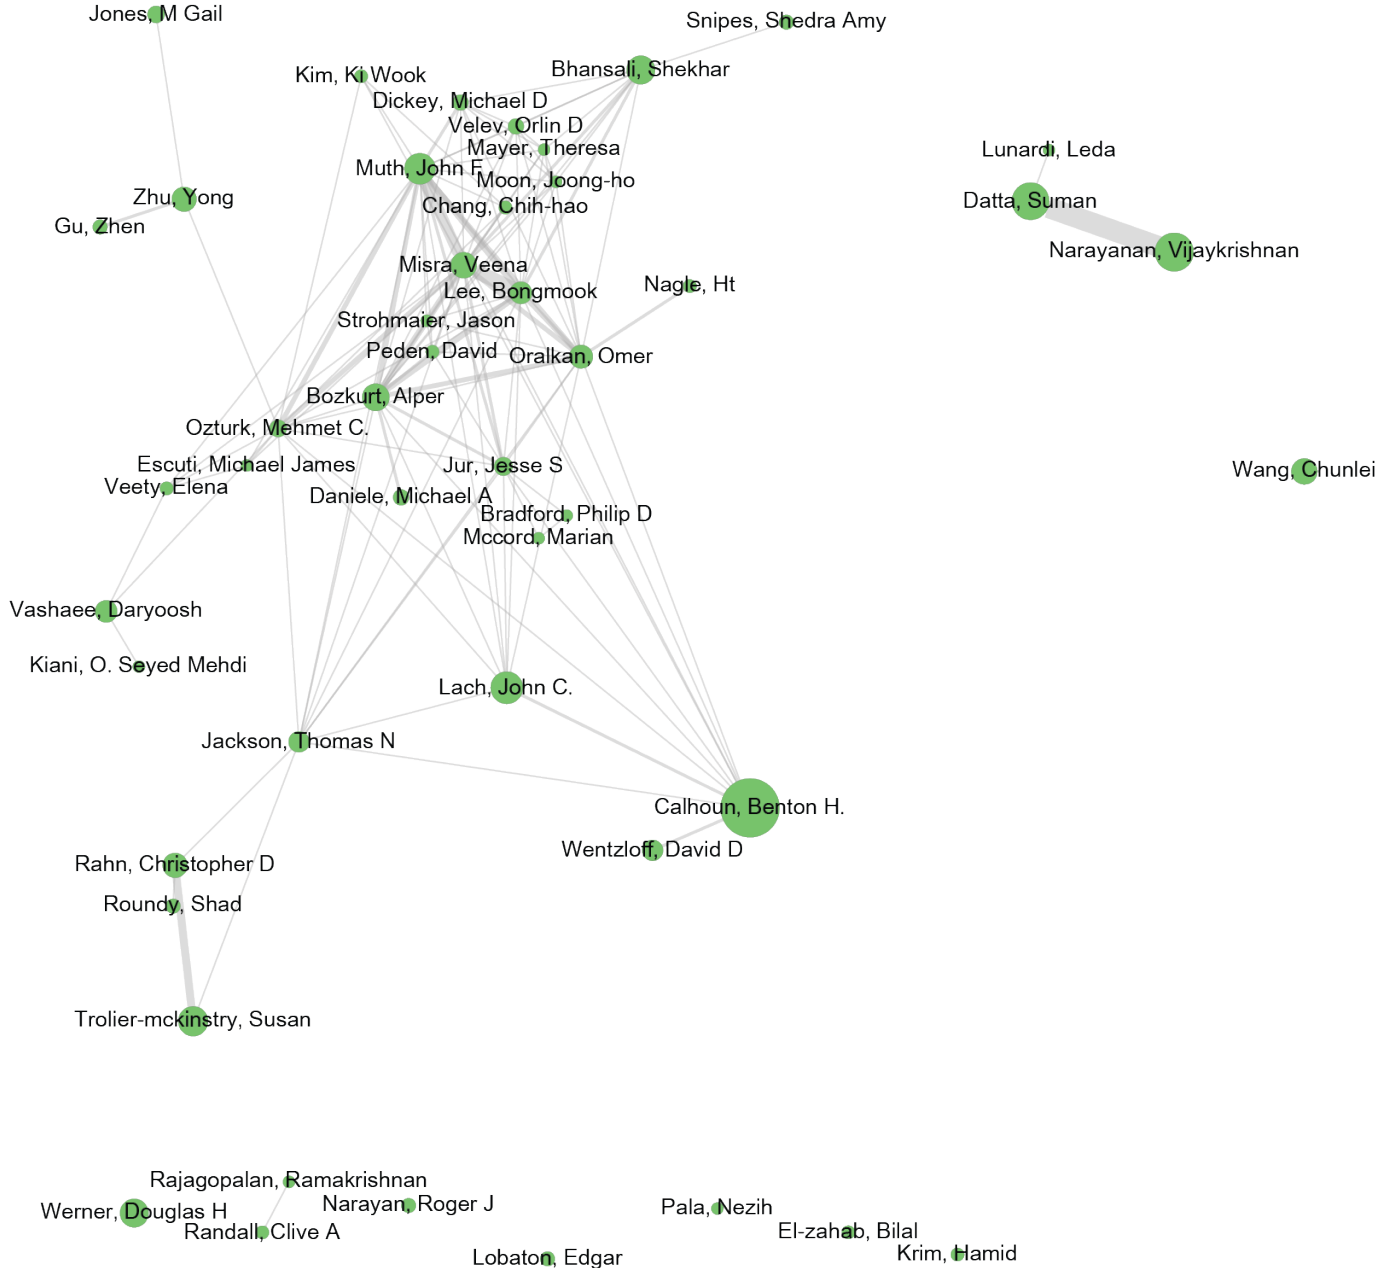 Jones, M Gail
Snipes, Shedra Amy
Bhansali, Shekhar
Kim, Ki Wook
Dickey, Michael D
Velev, Orlin D
Mayer, Theresa
Lunardi, Leda
Muth, John F
Moon, Joong-ho
Zhu, Yong
Datta, Suman
Chang, Chih-hao
Gu, Zhen
Narayanan, Vijaykrishnan
Misra, Veena
Nagle, Ht
Lee, Bongmook
Strohmaier, Jason
Peden, David
Oralkan, Omer
Bozkurt, Alper
Ozturk, Mehmet C.
Escuti, Michael James
Jur, Jesse S
Wang, Chunlei
Veety, Elena
Daniele, Michael A
Bradford, Philip D
Mccord, Marian
Vashaee, Daryoosh
Kiani, O. Seyed Mehdi
Lach, John C.
Jackson, Thomas N
Calhoun, Benton H.
Wentzloff, David D
Rahn, Christopher D
Roundy, Shad
Trolier-mckinstry, Susan
Rajagopalan, Ramakrishnan
Narayan, Roger J
Pala, Nezih
Werner, Douglas H
Randall, Clive A
El-zahab, Bilal
Krim, Hamid
Lobaton, Edgar